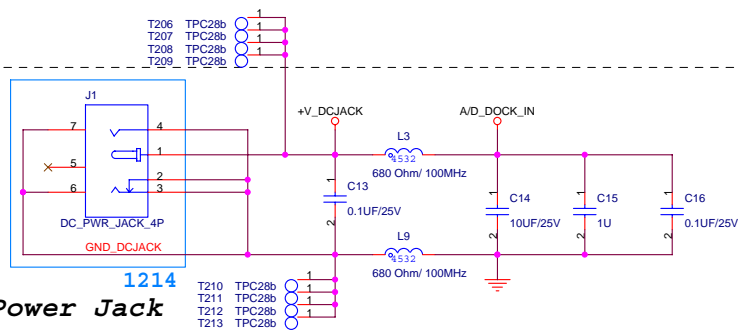 T206 TPC28b 1
T207 TPC28b 1
T208 TPC28b 1
T209 TPC28b 1
J1
+V_DCJACK
A/D_DOCK_IN
L3
4532
680 Ohm/ 100MHz
7
4
1
5
2
6
3
DC_PWR_JACK_4P
GND_DCJACK
1
C13
0.1UF/25V
2
1
C14
10UF/25V
2
1
C15
1U
2
1
C16
0.1UF/25V
2
L9
4532
680 Ohm/ 100MHz
1214
Power Jack
T210 TPC28b 1
T211 TPC28b 1
T212 TPC28b 1
T213 TPC28b 1